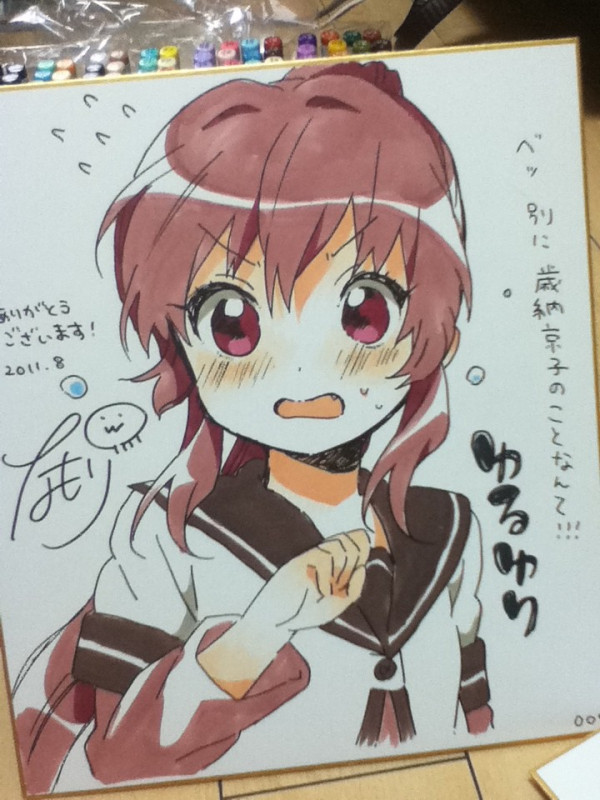 ベッ 別に 歳納京子のことなんて!!!
ゆるゆり
ありがとう
ございます!
2011.8
なもり